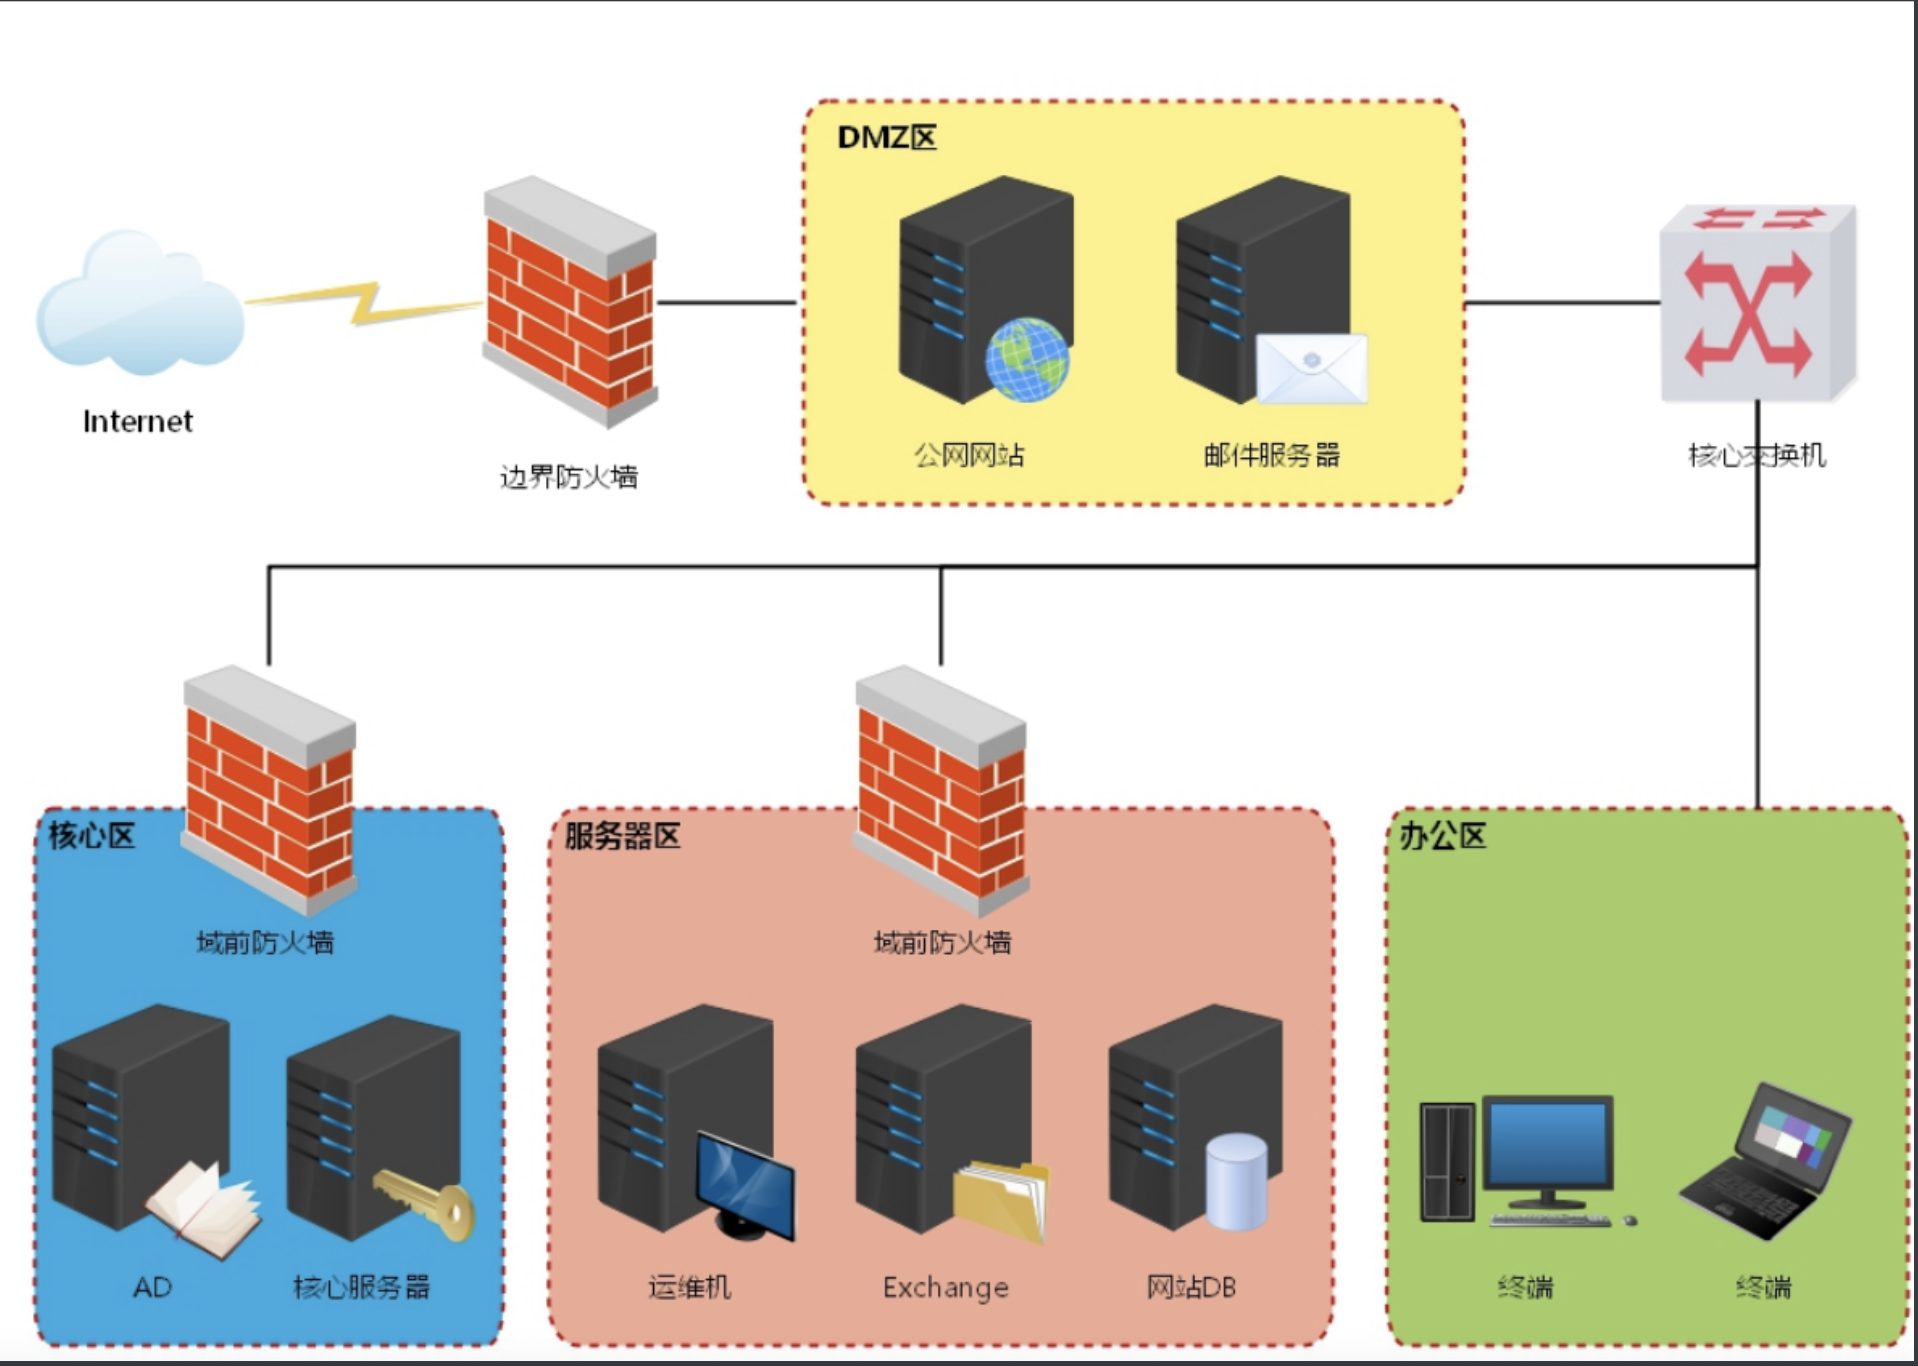 DMZ区
Internet
边界防火墙
公网网站
邮件服务器
核心交换机
核心区
服务器区
办公区
域前防火墙
域前防火墙
AD
核心服务器
运维机
Exchange
网站DB
终端
终端